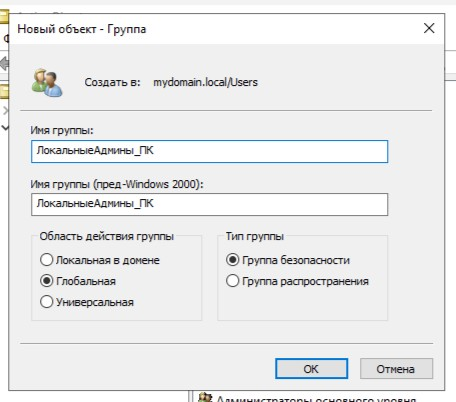 Новый объект - Группа
Создать в: mydomain.local/Users
Имя группы:
ЛокальныеАдмины_ПК
Имя группы (пред-Windows 2000):
ЛокальныеАдмины_ПК
Область действия группы
Локальная в домене
Глобальная
Универсальная
Тип группы
Группа безопасности
Группа распространения
ОК
Отмена
Администраторы основного уровня